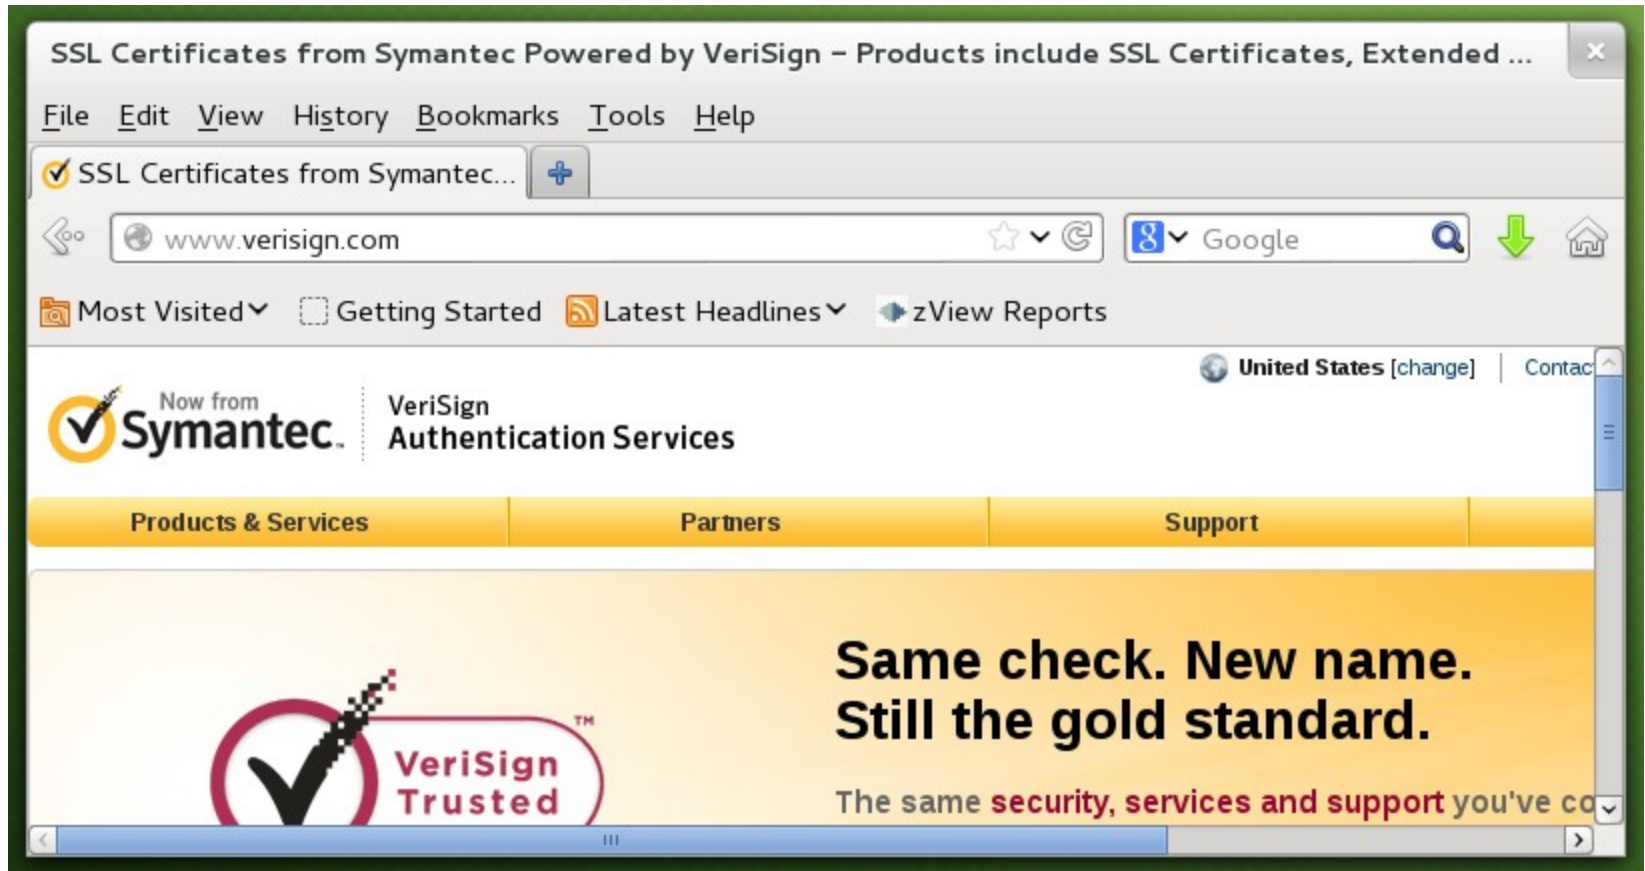 SSL Certificates from Symantec Powered by VeriSign – Products include SSL Certificates, Extended ...
File Edit View History Bookmarks Tools Help
SSL Certificates from Symantec...
www.verisign.com
Google
Most Visited Getting Started Latest Headlines zView Reports
United States [change] Contac
Now from
Symantec.
VeriSign
Authentication Services
Products & Services Partners Support
Same check. New name.
Still the gold standard.
VeriSign™
Trusted
The same security, services and support you've co